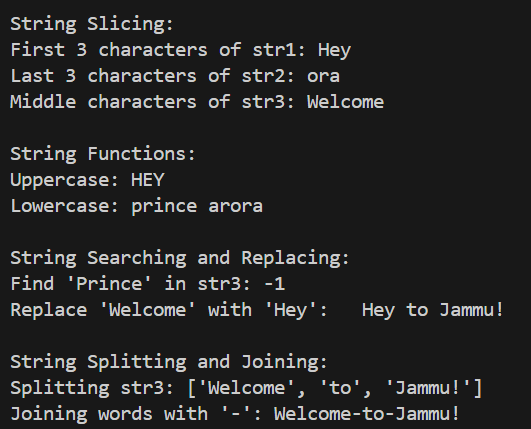 String Slicing:
First 3 characters of str1: Hey
Last 3 characters of str2: ora
Middle characters of str3: Welcome
String Functions:
Uppercase: HEY
Lowercase: prince arora
String Searching and Replacing:
Find 'Prince' in str3: -1
Replace 'Welcome' with 'Hey':   Hey to Jammu!
String Splitting and Joining:
Splitting str3: ['Welcome', 'to', 'Jammu!']
Joining words with '-': Welcome-to-Jammu!